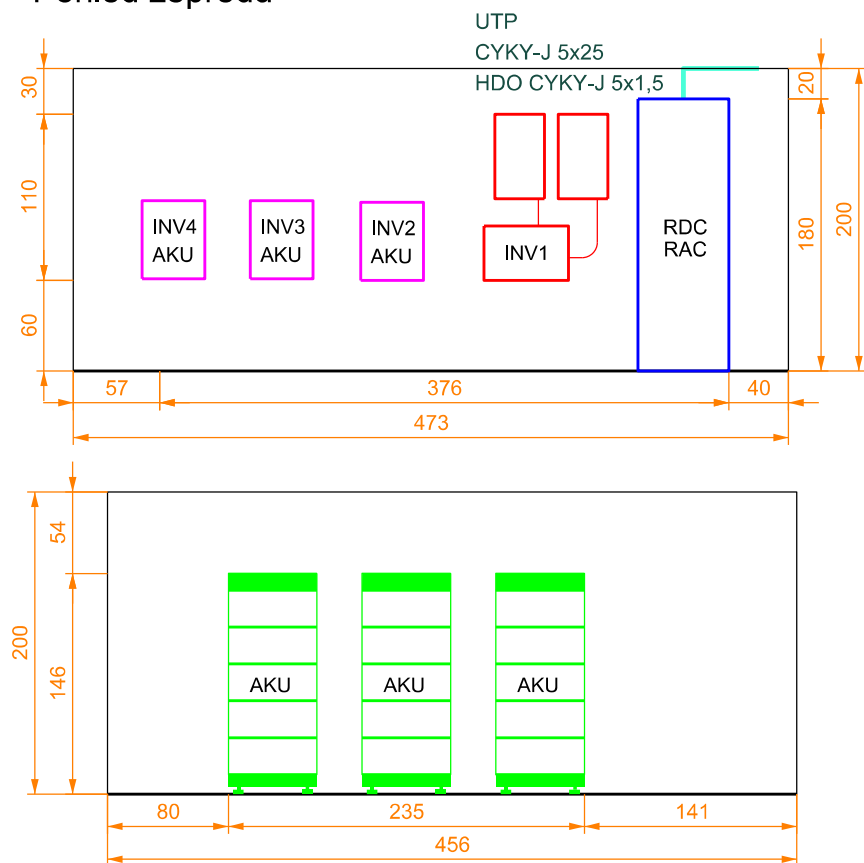 UTP
CYKY-J 5x25
HDO CYKY-J 5x1,5
30
20
110
INV4
AKU
INV3
AKU
INV2
AKU
INV1
RDC
RAC
180
200
60
57
376
40
473
54
200
146
AKU
AKU
AKU
80
235
141
456